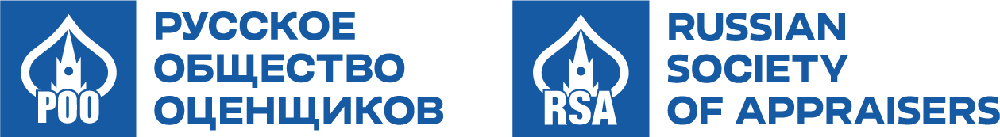 РОО
РУССКОЕ
ОБЩЕСТВО
ОЦЕНЩИКОВ
RSA
RUSSIAN
SOCIETY
OF APPRAISERS